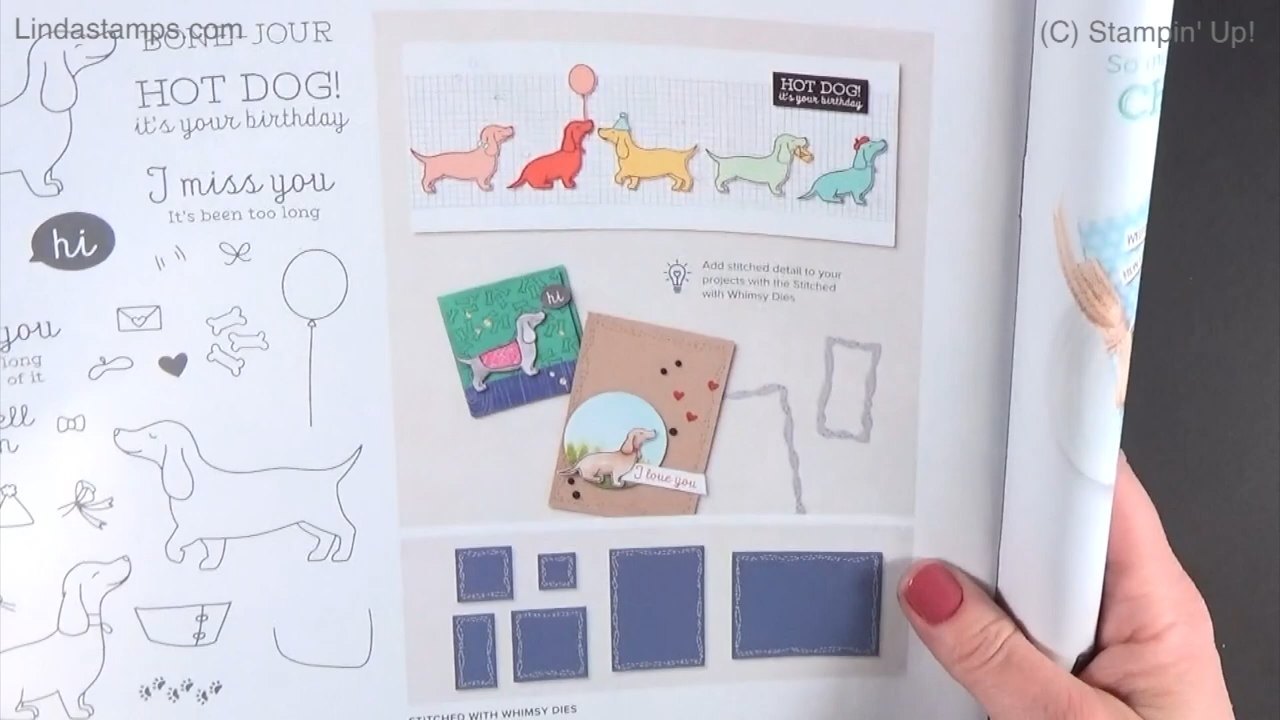 Lindastamps.com
(C) Stampin' Up!
BONE-JOUR
HOT DOG!
it's your birthday
I miss you
It's been too long
hi
you
long
of it
ell
n
HOT DOG!
it's your birthday
Add stitched detail to your
projects with the Stitched
with Whimsy Dies
hi
I love you
STITCHED WITH WHIMSY DIES
So